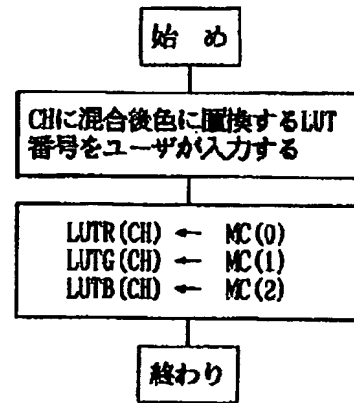 始 め
CHに混合後色に置換するLUT
番号をユーザが入力する
LUTR(CH) ← MC(0)
LUTG(CH) ← MC(1)
LUTB(CH) ← MC(2)
終わり